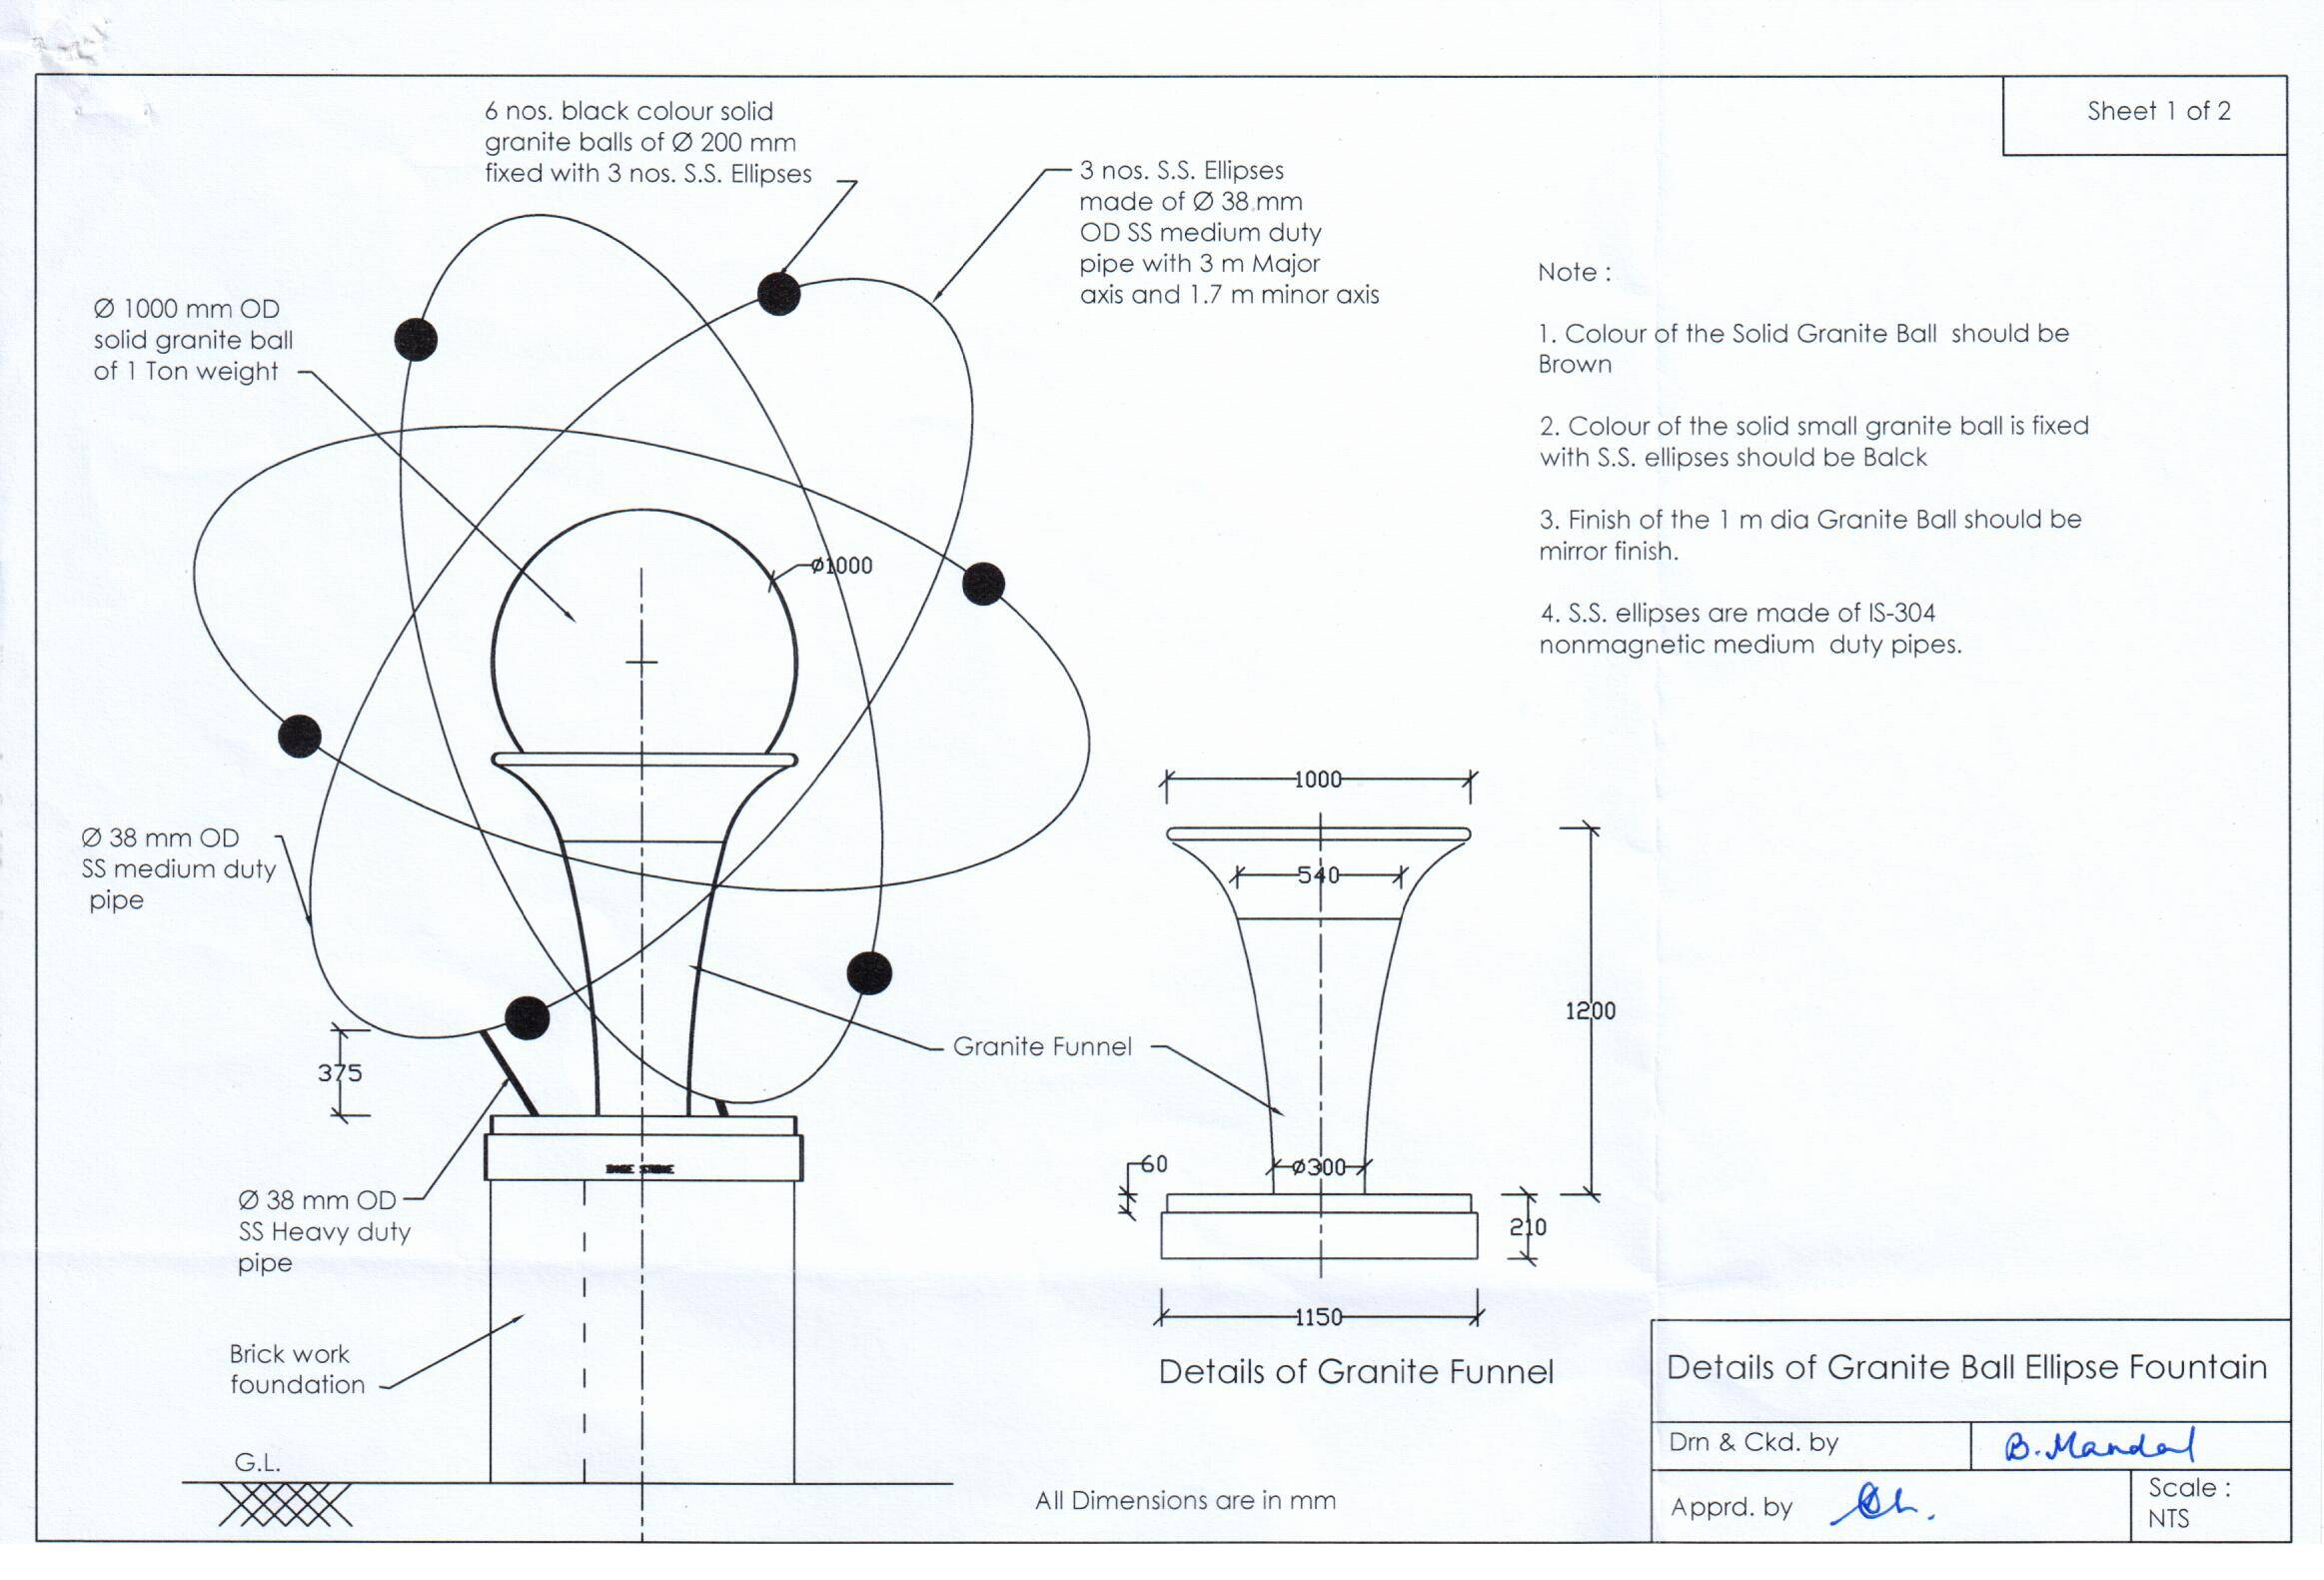 Sheet 1 of 2
6 nos. black colour solid
granite balls of Ø 200 mm
fixed with 3 nos. S.S. Ellipses
3 nos. S.S. Ellipses
made of Ø 38 mm
OD SS medium duty
pipe with 3 m Major
axis and 1.7 m minor axis
Ø 1000 mm OD
solid granite ball
of 1 Ton weight
Note :
1. Colour of the Solid Granite Ball should be
Brown
2. Colour of the solid small granite ball is fixed
with S.S. ellipses should be Balck
3. Finish of the 1 m dia Granite Ball should be
mirror finish.
4. S.S. ellipses are made of IS-304
nonmagnetic medium duty pipes.
Ø1000
Ø 38 mm OD
SS medium duty
pipe
1000
540
1200
Granite Funnel
375
Ø300
60
210
1150
BASE STONE
Ø 38 mm OD
SS Heavy duty
pipe
Brick work
foundation
G.L.
Details of Granite Funnel
All Dimensions are in mm
Details of Granite Ball Ellipse Fountain
Drn & Ckd. by
B. Mandal
Apprd. by
Scale :
NTS